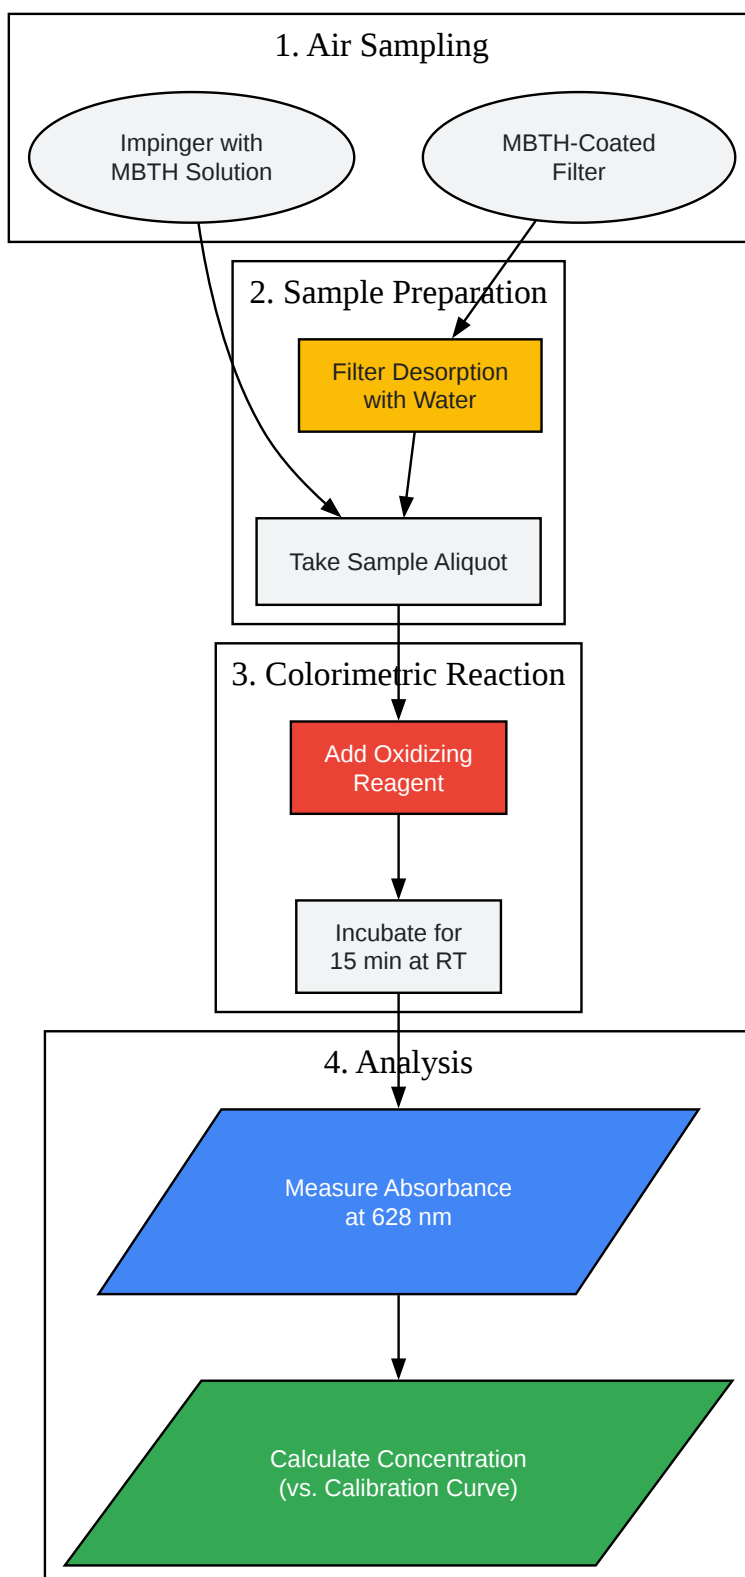 1. Air Sampling
Impinger with
MBTH Solution
MBTH-Coated
Filter
2. Sample Preparation
Filter Desorption
with Water
Take Sample Aliquot
3. Colorimetric Reaction
Add Oxidizing
Reagent
Incubate for
15 min at RT
4. Analysis
Measure Absorbance
at 628 nm
Calculate Concentration
(vs. Calibration Curve)